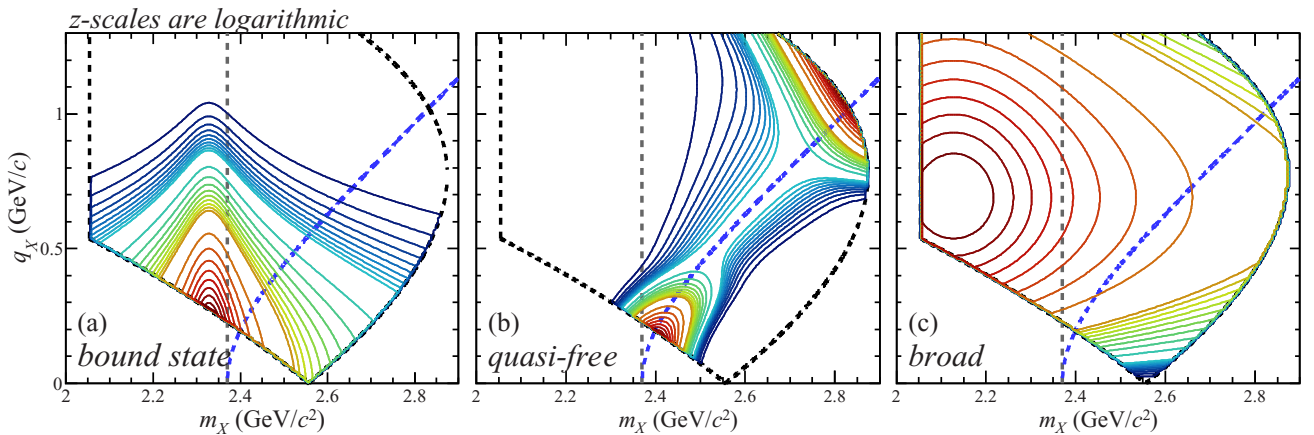 z-scales are logarithmic
q_X (GeV/c)
1
0.5
0
(a)
bound state
(b)
quasi-free
(c)
broad
2 2.2 2.4 2.6 2.8 2 2.2 2.4 2.6 2.8 2 2.2 2.4 2.6 2.8
m_X (GeV/c²) m_X (GeV/c²) m_X (GeV/c²)